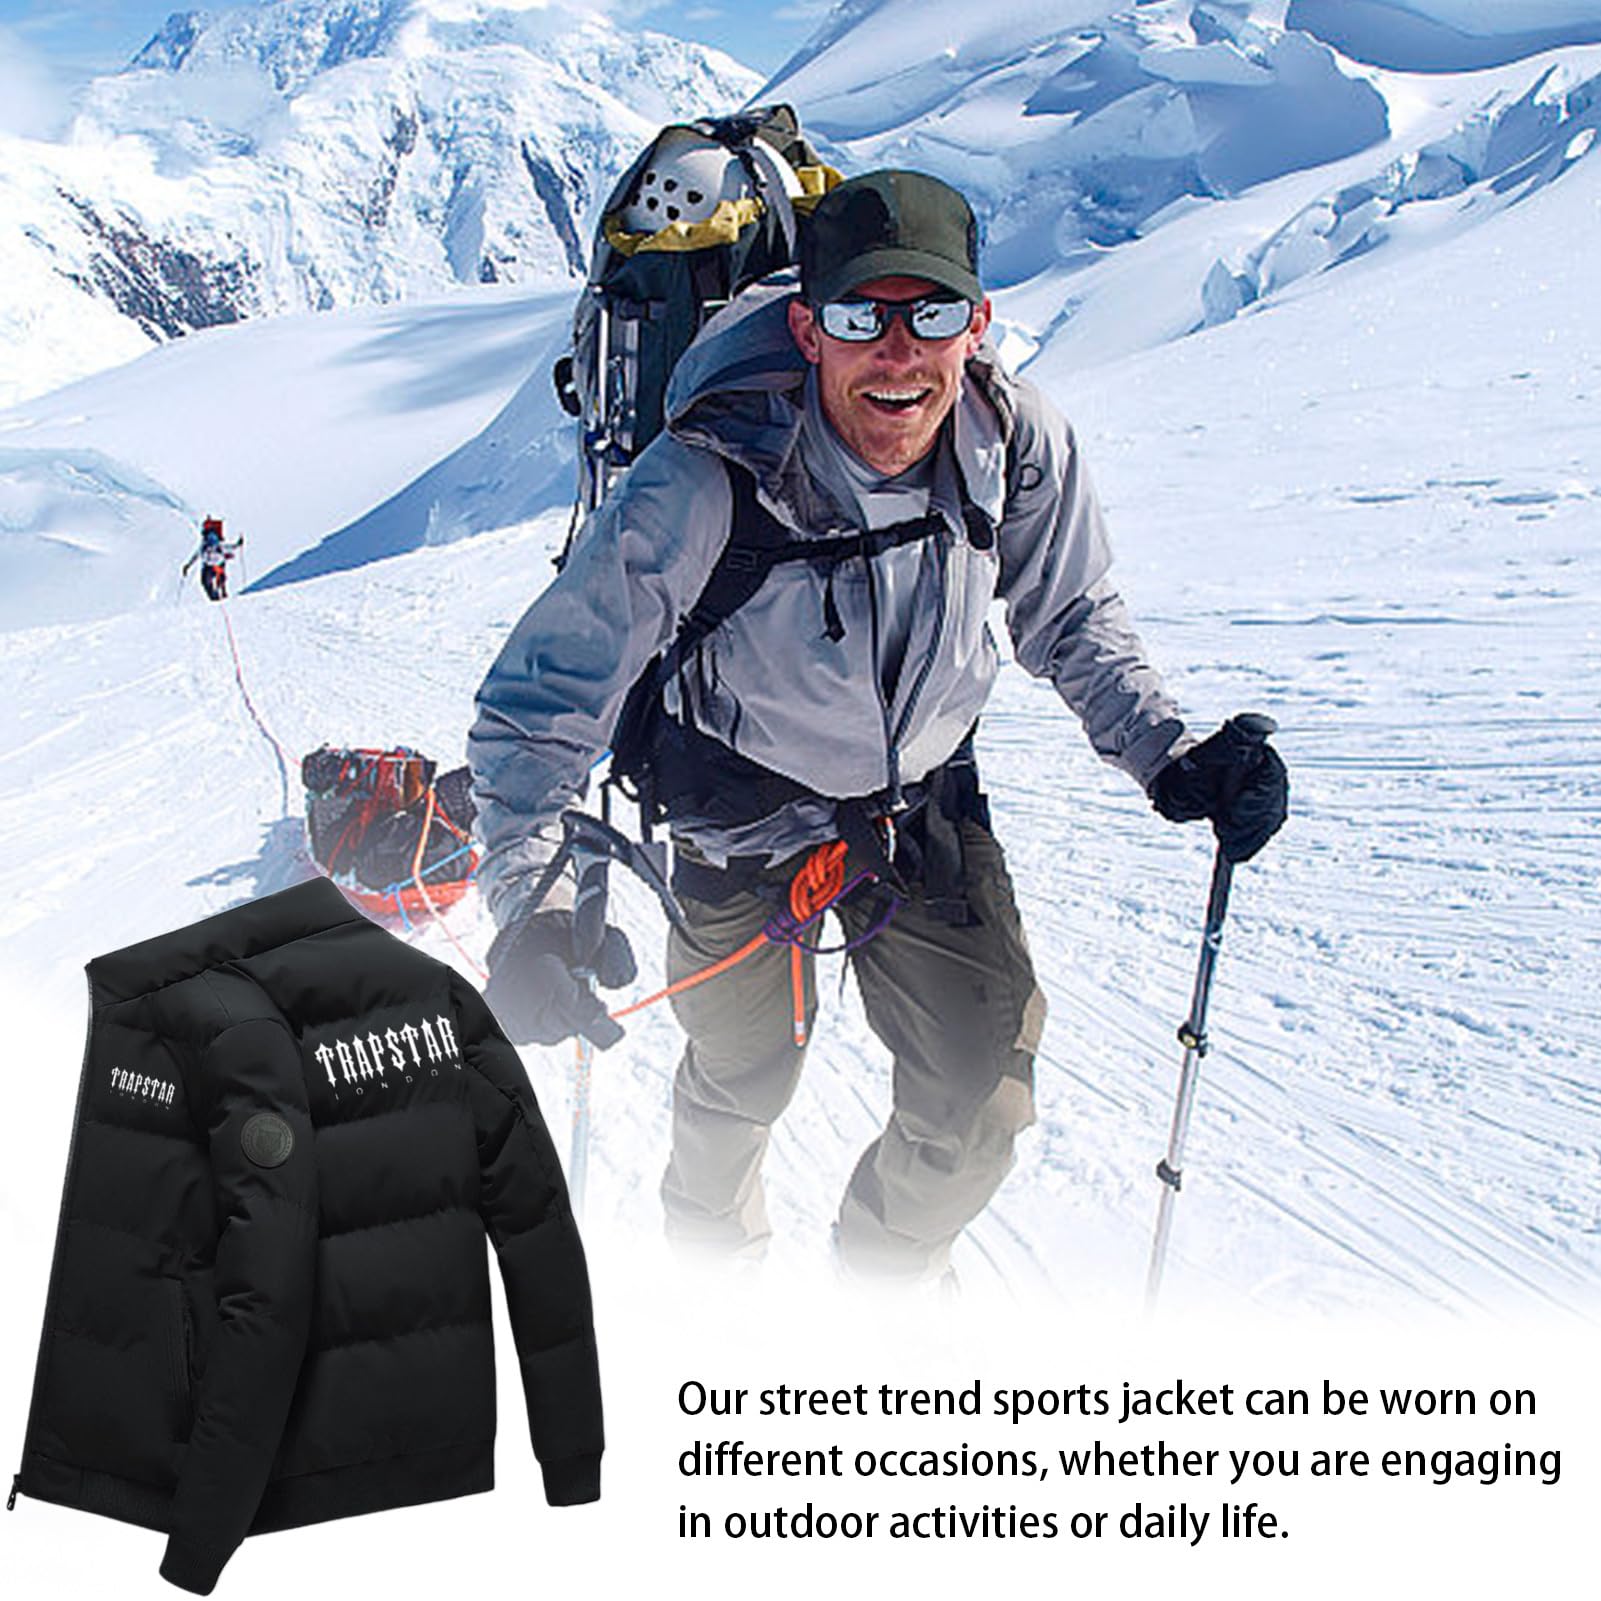 TRAPSTAR
LONDON
TRAPSTAR
LONDON
Our street trend sports jacket can be worn on
different occasions, whether you are engaging
in outdoor activities or daily life.